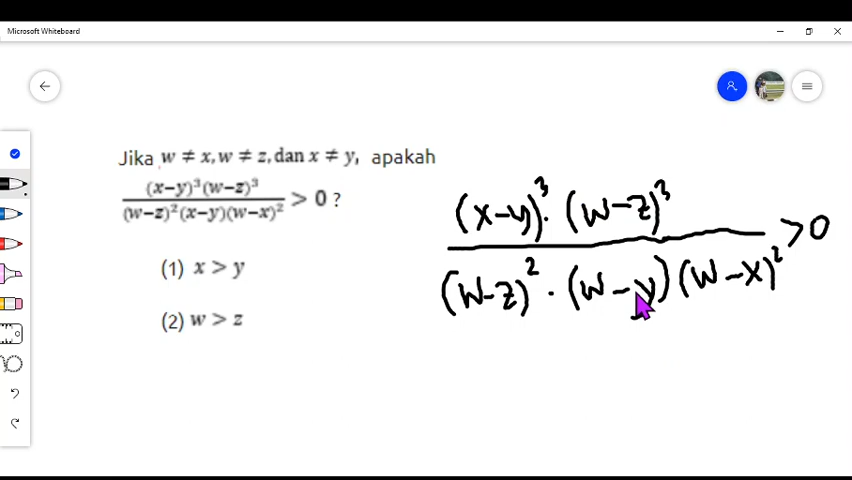 Microsoft Whiteboard
Jika w ≠ x, w ≠ z, dan x ≠ y, apakah
(x−y)³(w−z)³
(w−z)²(x−y)(w−x)² > 0 ?
(1) x > y
(2) w > z
(x-y)³· (w-z)³
(w-z)² · (w-y)(w-x)² >0